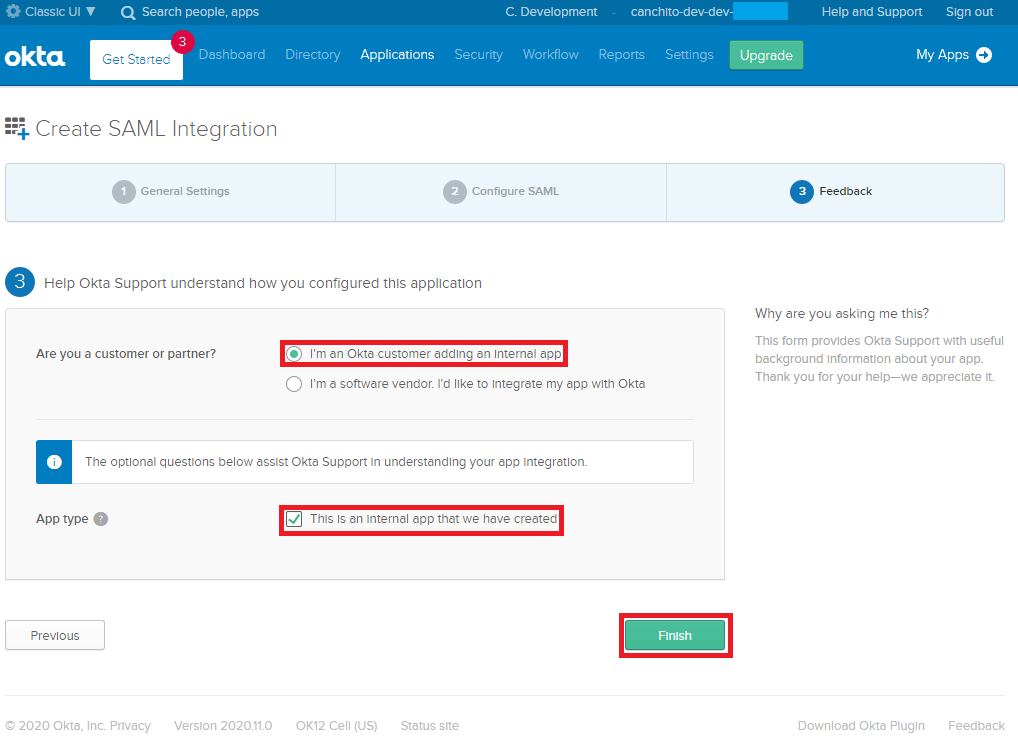 Classic UI ▼ Search people, apps C. Development canchito-dev-dev- Help and Support Sign out
okta Get Started 3 Dashboard Directory Applications Security Workflow Reports Settings Upgrade My Apps
Create SAML Integration
1 General Settings 2 Configure SAML 3 Feedback
3 Help Okta Support understand how you configured this application
Are you a customer or partner? I'm an Okta customer adding an internal app
I'm a software vendor. I'd like to integrate my app with Okta
The optional questions below assist Okta Support in understanding your app integration.
App type ? This is an internal app that we have created
Why are you asking me this?
This form provides Okta Support with useful
background information about your app.
Thank you for your help—we appreciate it.
Previous Finish
© 2020 Okta, Inc. Privacy Version 2020.11.0 OK12 Cell (US) Status site Download Okta Plugin Feedback